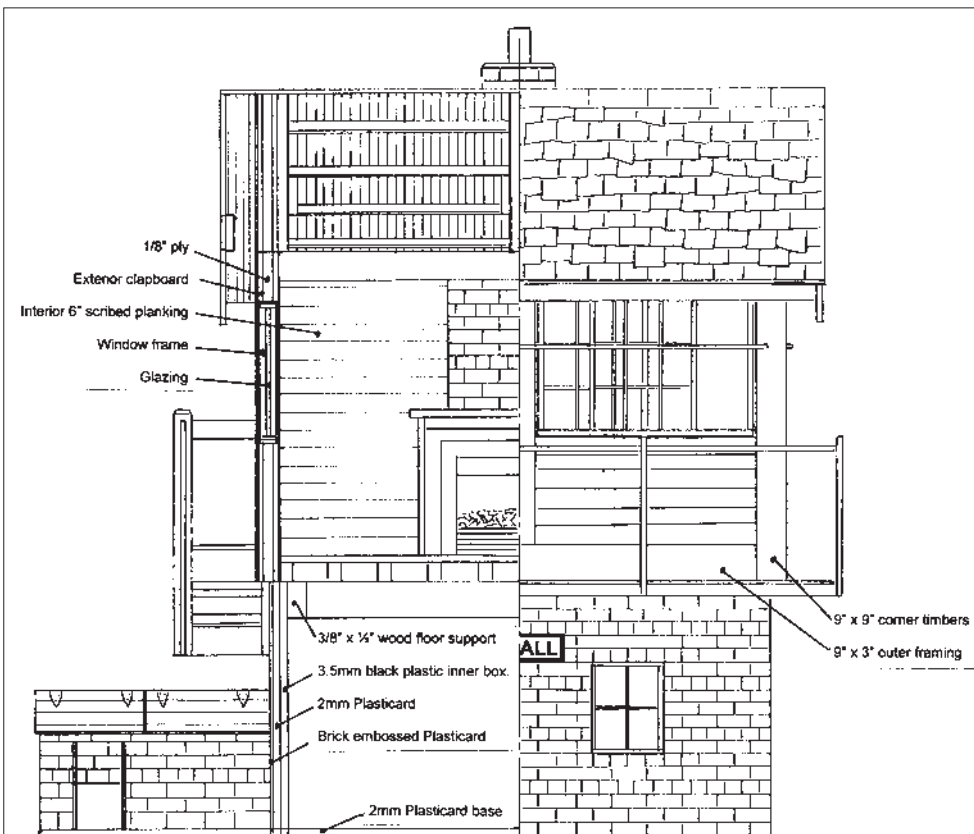 1/8" ply
Exterior clapboard
Interior 6" scribed planking
Window frame
Glazing
9" x 9" corner timbers
3/8" x ½" wood floor support
ALL
9" x 3" outer framing
3.5mm black plastic inner box.
2mm Plasticard
Brick embossed Plasticard
2mm Plasticard base